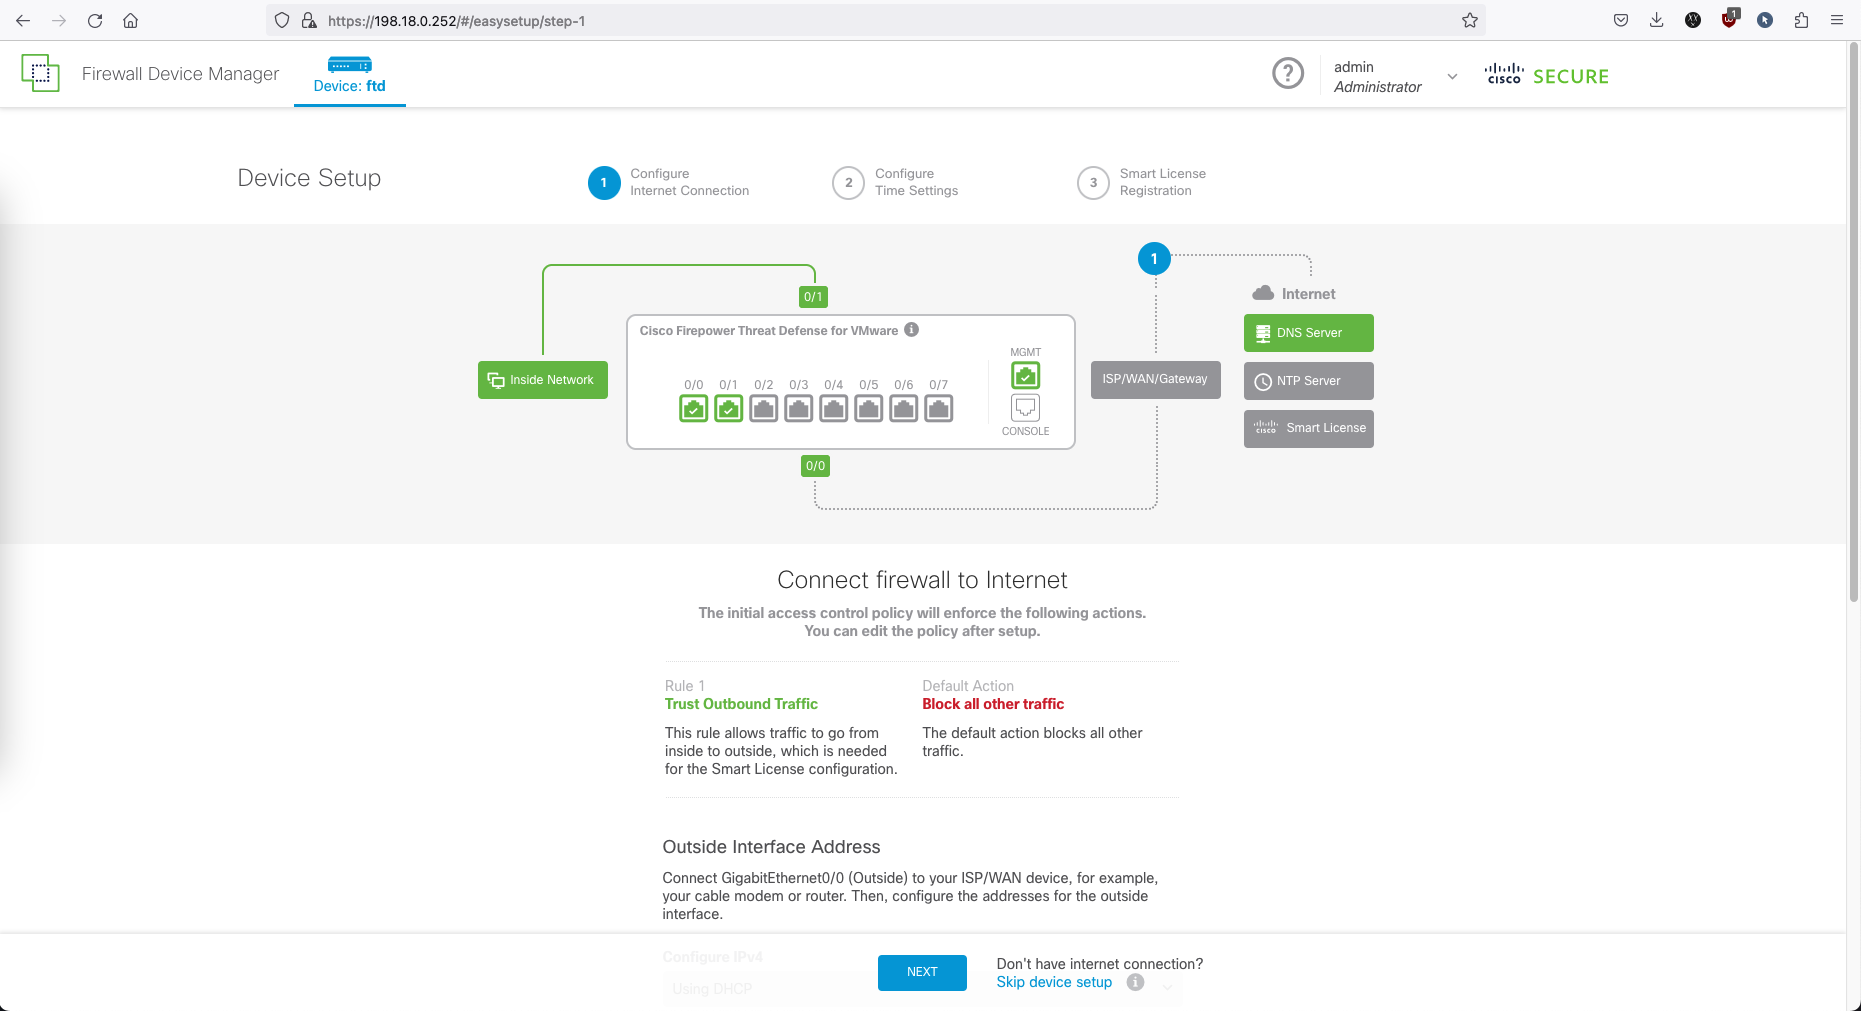 https://198.18.0.252/#/easysetup/step-1
1
Firewall Device Manager
Device: ftd
?
admin
Administrator
cisco SECURE
Device Setup
1
Configure
Internet Connection
2
Configure
Time Settings
3
Smart License
Registration
1
Internet
0/1
Cisco Firepower Threat Defense for VMware i
DNS Server
MGMT
Inside Network
ISP/WAN/Gateway
NTP Server
0/0 0/1 0/2 0/3 0/4 0/5 0/6 0/7
cisco Smart License
CONSOLE
0/0
Connect firewall to Internet
The initial access control policy will enforce the following actions.
You can edit the policy after setup.
Rule 1
Trust Outbound Traffic
This rule allows traffic to go from
inside to outside, which is needed
for the Smart License configuration.
Default Action
Block all other traffic
The default action blocks all other
traffic.
Outside Interface Address
Connect GigabitEthernet0/0 (Outside) to your ISP/WAN device, for example,
your cable modem or router. Then, configure the addresses for the outside
interface.
Configure IPv4
Using DHCP
NEXT
Don't have internet connection?
Skip device setup i